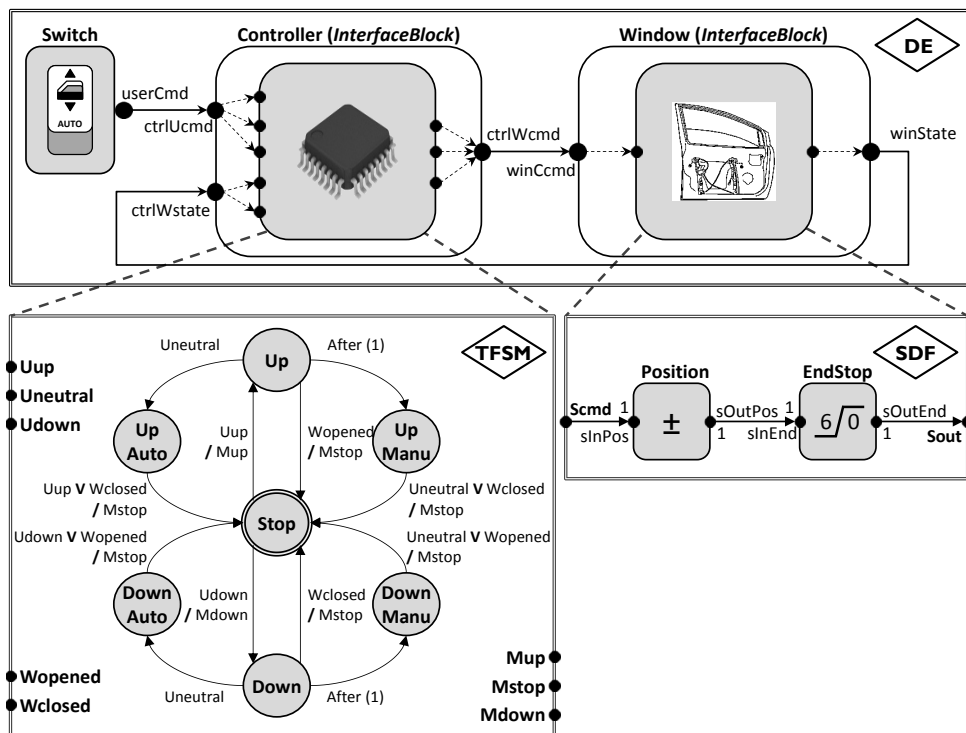 Switch
Controller (InterfaceBlock)
Window (InterfaceBlock)
DE
AUTO
userCmd
ctrlUcmd
ctrlWstate
ctrlWcmd
winCcmd
winState
TFSM
Uup
Uneutral
Udown
Wopened
Wclosed
Mup
Mstop
Mdown
Up
Uneutral
After (1)
Up
Auto
Up
Manu
Uup
/ Mup
Wopened
/ Mstop
Uup V Wclosed
/ Mstop
Uneutral V Wclosed
/ Mstop
Stop
Udown V Wopened
/ Mstop
Uneutral V Wopened
/ Mstop
Down
Auto
Down
Manu
Udown
/ Mdown
Wclosed
/ Mstop
Uneutral
Down
After (1)
SDF
Position
EndStop
Scmd
1
sInPos
±
sOutPos
1
1
sInEnd
6 0
sOutEnd
1
Sout